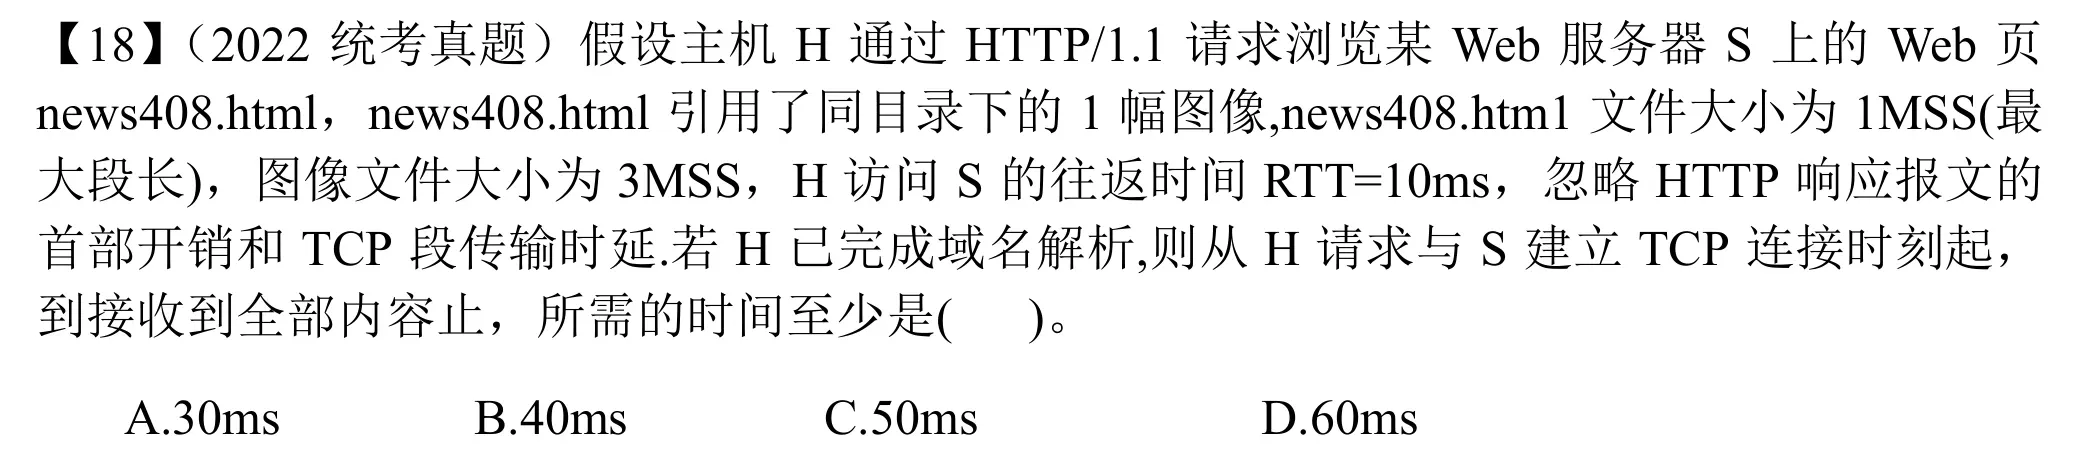 【18】（2022 统考真题）假设主机 H 通过 HTTP/1.1 请求浏览某 Web 服务器 S 上的 Web 页
news408.html，news408.html 引用了同目录下的 1 幅图像,news408.htm1 文件大小为 1MSS(最
大段长)，图像文件大小为 3MSS，H 访问 S 的往返时间 RTT=10ms，忽略 HTTP 响应报文的
首部开销和 TCP 段传输时延.若 H 已完成域名解析,则从 H 请求与 S 建立 TCP 连接时刻起，
到接收到全部内容止，所需的时间至少是(    )。
A.30ms B.40ms C.50ms D.60ms